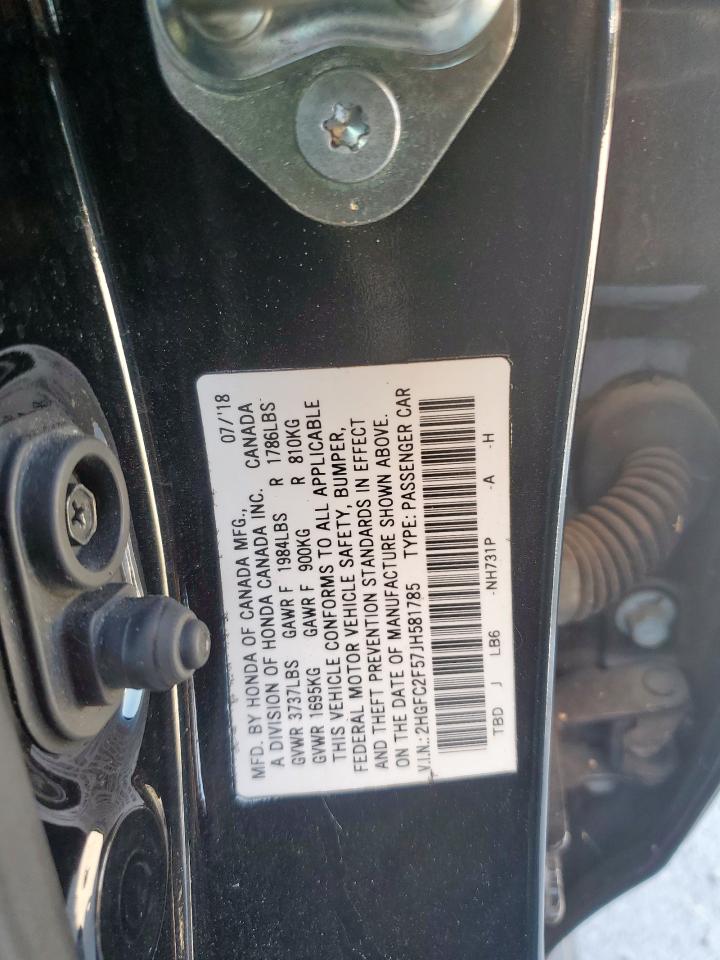 07/'18
MFD. BY HONDA OF CANADA MFG.,
A DIVISION OF HONDA CANADA INC. CANADA
GVWR 3737LBS GAWR F 1984LBS R 1786LBS
GVWR 1695KG GAWR F 900KG R 810KG
THIS VEHICLE CONFORMS TO ALL APPLICABLE
FEDERAL MOTOR VEHICLE SAFETY, BUMPER,
AND THEFT PREVENTION STANDARDS IN EFFECT
ON THE DATE OF MANUFACTURE SHOWN ABOVE.
V.I.N.: 2HGFC2F57JH581785 TYPE: PASSENGER CAR
TBD J LB6 -NH731P -A -H